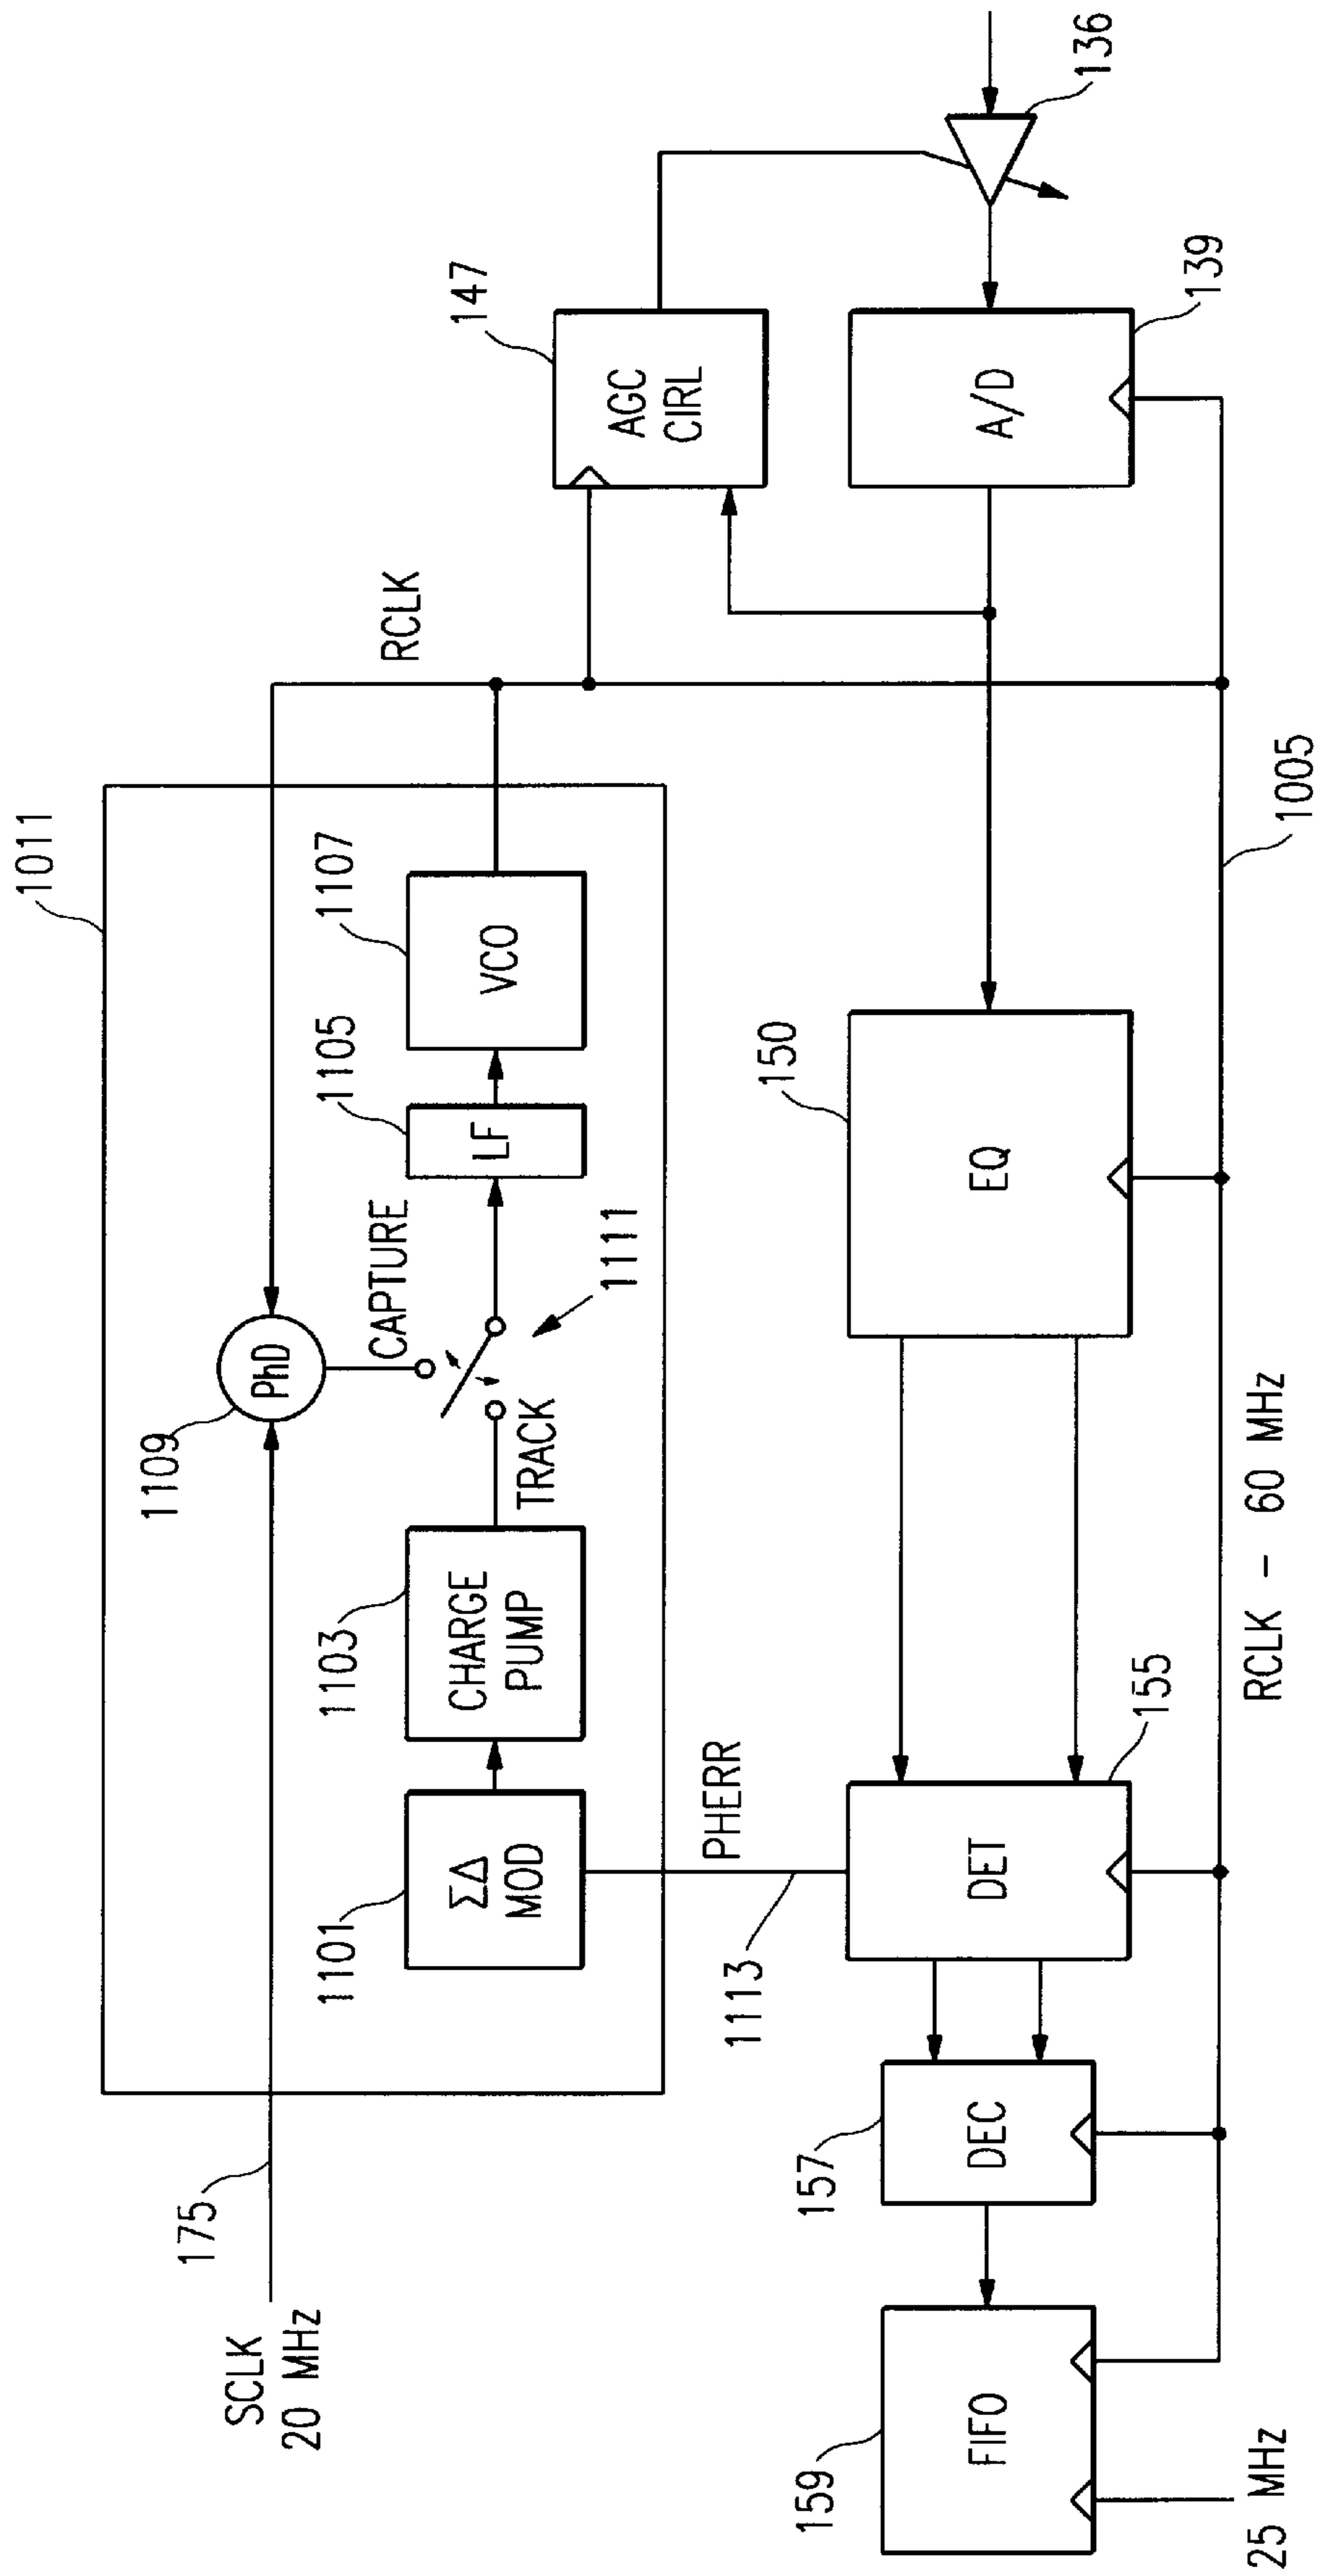 1011
1109
PhD
RCLK
CAPTURE
1105
1107
LF
VCO
1111
TRACK
1103
CHARGE
PUMP
1101
ΣΔ
MOD
175
SCLK
20 MHz
PHERR
1113
147
AGC
CIRL
136
139
A/D
150
EQ
155
DET
157
DEC
159
FIFO
25 MHz
RCLK – 60 MHz
1005